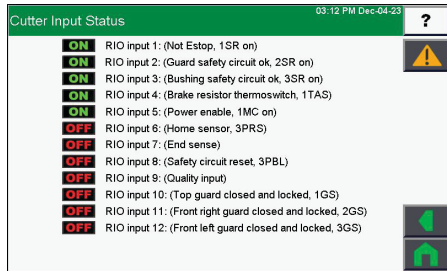 03:12 PM Dec-04-23
Cutter Input Status
?
ON RIO input 1: (Not Estop, 1SR on)
ON RIO input 2: (Guard safety circuit ok, 2SR on)
ON RIO input 3: (Bushing safety circuit ok, 3SR on)
ON RIO input 4: (Brake resistor thermoswitch, 1TAS)
ON RIO input 5: (Power enable, 1MC on)
OFF RIO input 6: (Home sensor, 3PRS)
OFF RIO input 7: (End sense)
OFF RIO input 8: (Safety circuit reset, 3PBL)
OFF RIO input 9: (Quality input)
OFF RIO input 10: (Top guard closed and locked, 1GS)
OFF RIO input 11: (Front right guard closed and locked, 2GS)
OFF RIO input 12: (Front left guard closed and locked, 3GS)